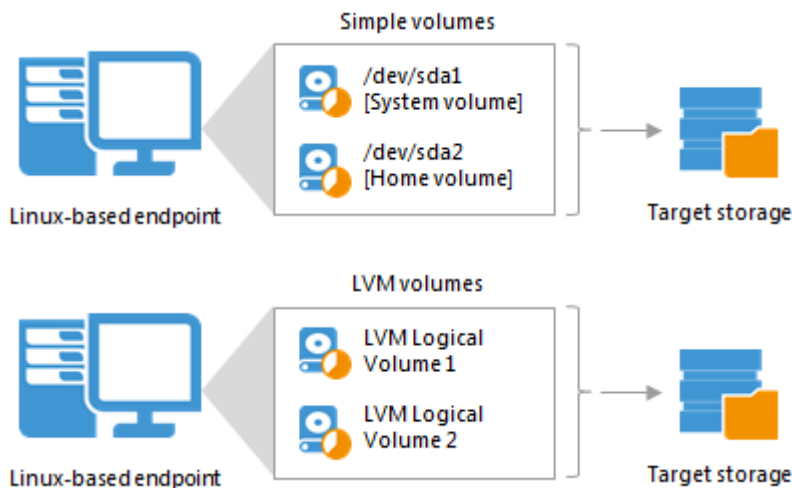 Simple volumes
/dev/sda1
[System volume]
/dev/sda2
[Home volume]
Linux-based endpoint
Target storage
LVM volumes
LVM Logical
Volume 1
LVM Logical
Volume 2
Linux-based endpoint
Target storage